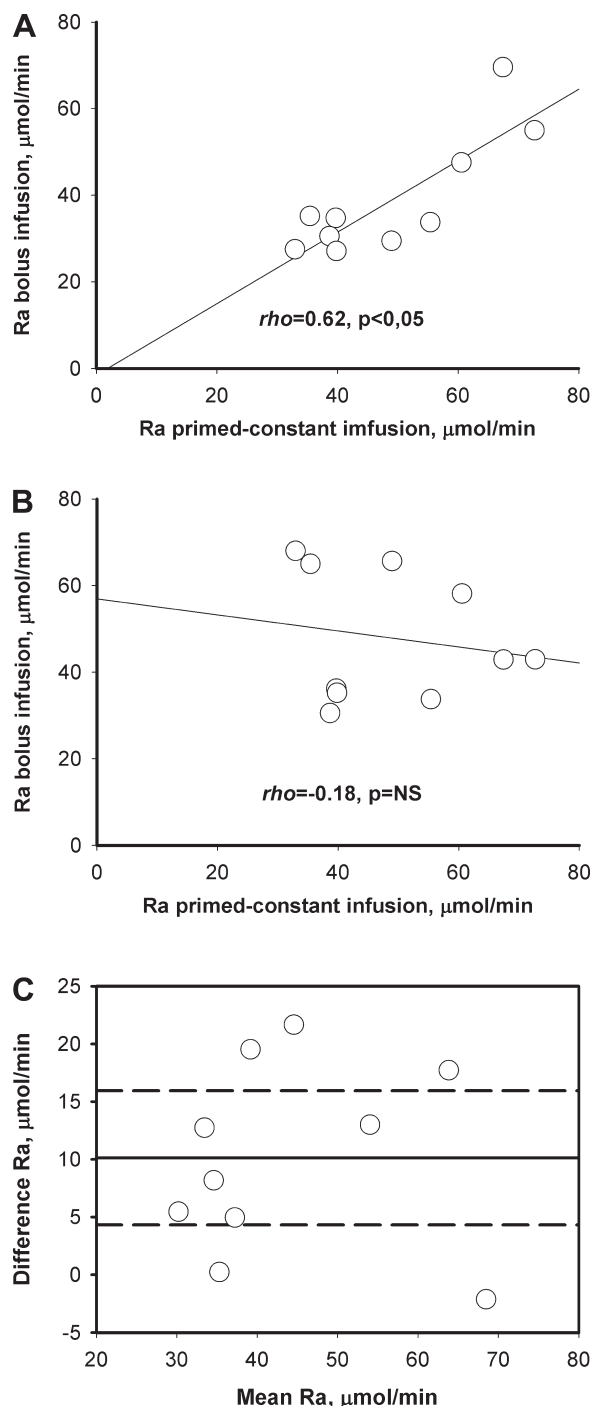 A
80
60
40
20
0
Ra bolus infusion, μmol/min
rho=0.62, p<0,05
0 20 40 60 80
Ra primed-constant imfusion, μmol/min
B
80
60
40
20
0
Ra bolus infusion, μmol/min
rho=-0.18, p=NS
0 20 40 60 80
Ra primed-constant infusion, μmol/min
C
25
20
15
10
5
0
-5
Difference Ra, μmol/min
20 30 40 50 60 70 80
Mean Ra, μmol/min